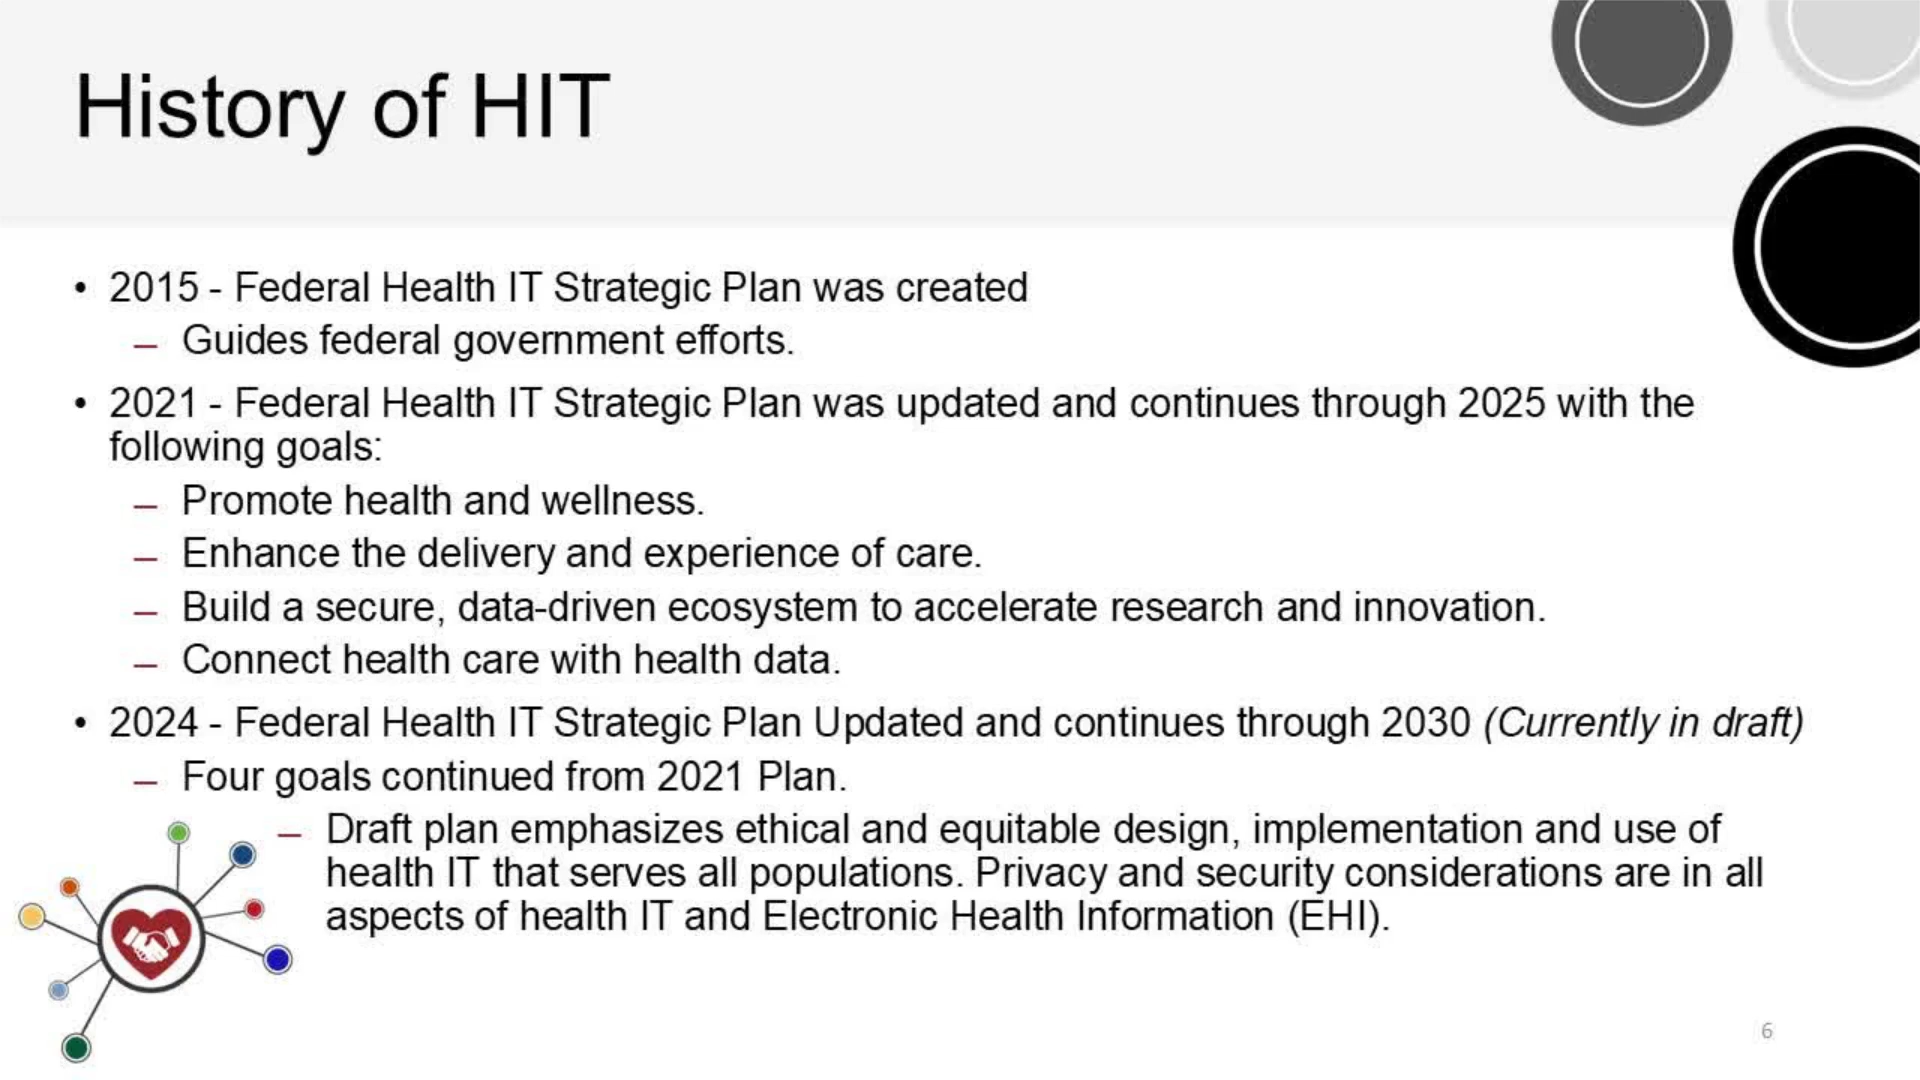 History of HIT
• 2015 - Federal Health IT Strategic Plan was created
– Guides federal government efforts.
• 2021 - Federal Health IT Strategic Plan was updated and continues through 2025 with the
following goals:
– Promote health and wellness.
– Enhance the delivery and experience of care.
– Build a secure, data-driven ecosystem to accelerate research and innovation.
– Connect health care with health data.
• 2024 - Federal Health IT Strategic Plan Updated and continues through 2030 (Currently in draft)
– Four goals continued from 2021 Plan.
– Draft plan emphasizes ethical and equitable design, implementation and use of
health IT that serves all populations. Privacy and security considerations are in all
aspects of health IT and Electronic Health Information (EHI).
6